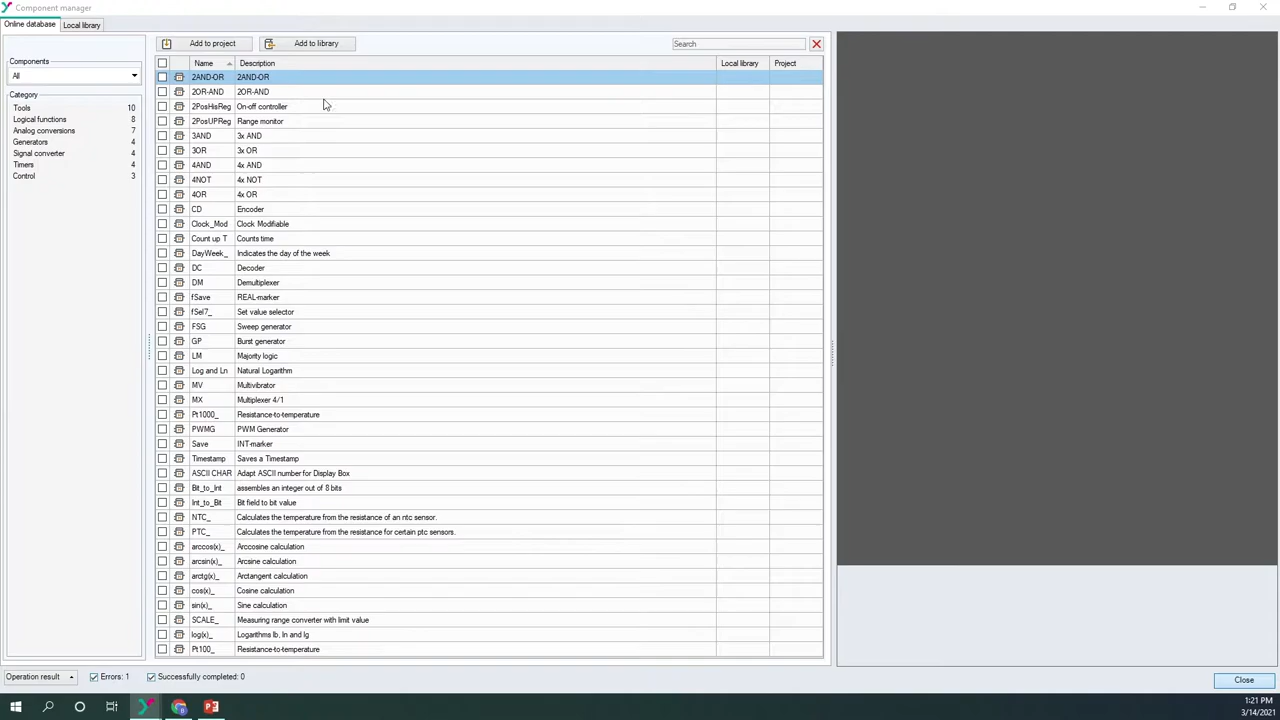 Component manager
Online database
Local library
Components
All
Category
Tools 10
Logical functions 8
Analog conversions 7
Generators 4
Signal converter 4
Timers 4
Control 3
Add to project
Add to library
Search
Name Description Local library Project
2AND-OR 2AND-OR
2OR-AND 2OR-AND
2PosHisReg On-off controller
2PosUPReg Range monitor
3AND 3x AND
3OR 3x OR
4AND 4x AND
4NOT 4x NOT
4OR 4x OR
CD Encoder
Clock_Mod Clock Modifiable
Count up T Counts time
DayWeek_ Indicates the day of the week
DC Decoder
DM Demultiplexer
fSave REAL-marker
fSel7_ Set value selector
FSG Sweep generator
GP Burst generator
LM Majority logic
Log and Ln Natural Logarithm
MV Multivibrator
MX Multiplexer 4/1
Pt1000_ Resistance-to-temperature
PWMG PWM Generator
Save INT-marker
Timestamp Saves a Timestamp
ASCII CHAR Adapt ASCII number for Display Box
Bit_to_Int assembles an integer out of 8 bits
Int_to_Bit Bit field to bit value
NTC_ Calculates the temperature from the resistance of an ntc sensor.
PTC_ Calculates the temperature from the resistance for certain ptc sensors.
arccos(x)_ Arccosine calculation
arcsin(x)_ Arcsine calculation
arctg(x)_ Arctangent calculation
cos(x)_ Cosine calculation
sin(x)_ Sine calculation
SCALE_ Measuring range converter with limit value
log(x)_ Logarithms lb, ln and lg
Pt100_ Resistance-to-temperature
Operation result
Errors: 1
Successfully completed: 0
Close
1:21 PM
3/14/2021